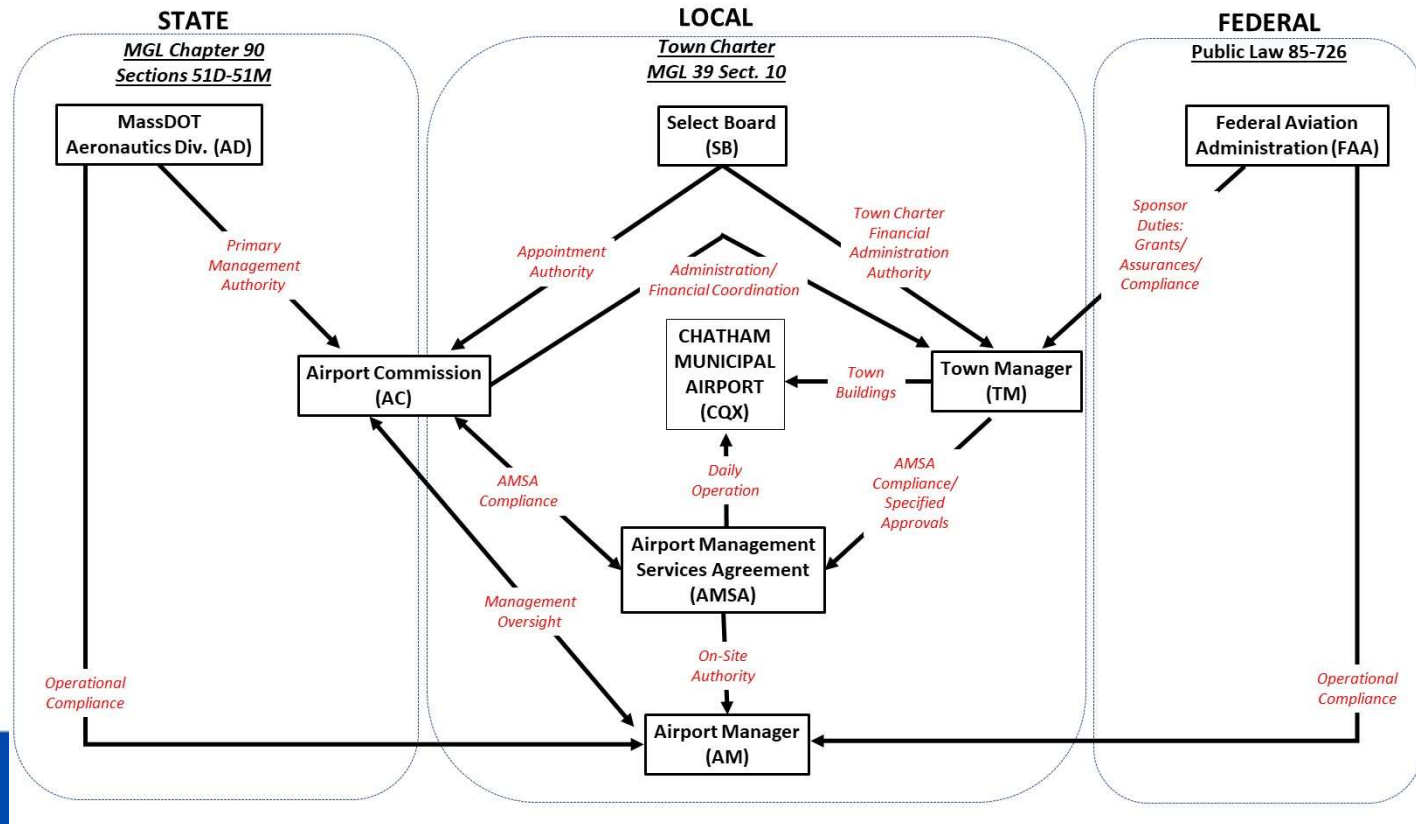 STATE
MGL Chapter 90
Sections 51D-51M
LOCAL
Town Charter
MGL 39 Sect. 10
FEDERAL
Public Law 85-726
MassDOT
Aeronautics Div. (AD)
Select Board
(SB)
Federal Aviation
Administration (FAA)
Primary
Management
Authority
Appointment
Authority
Administration/
Financial Coordination
Town Charter
Financial
Administration
Authority
Sponsor
Duties:
Grants/
Assurances/
Compliance
Airport Commission
(AC)
CHATHAM
MUNICIPAL
AIRPORT
(CQX)
Town
Buildings
Town Manager
(TM)
AMSA
Compliance
Daily
Operation
AMSA
Compliance/
Specified
Approvals
Airport Management
Services Agreement
(AMSA)
Management
Oversight
On-Site
Authority
Operational
Compliance
Operational
Compliance
Airport Manager
(AM)